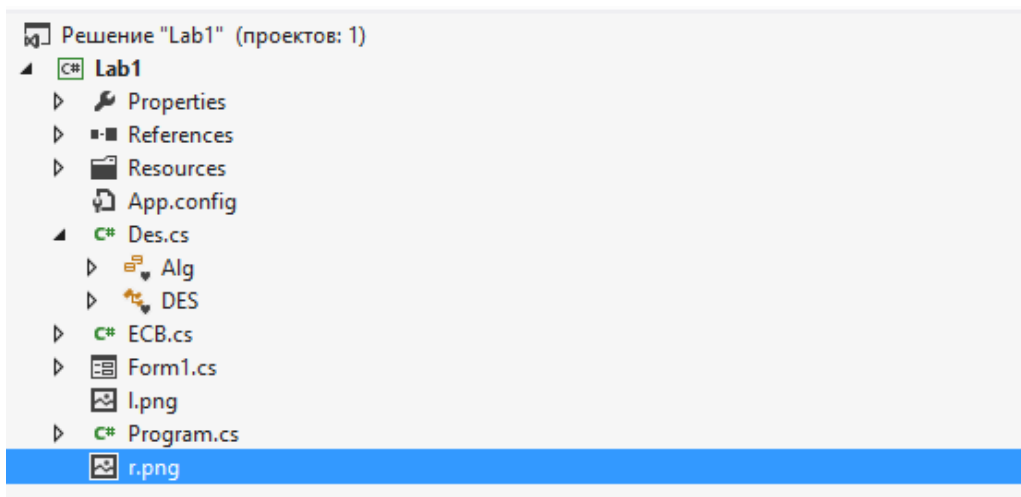 Решение "Lab1" (проектов: 1)
C# Lab1
Properties
References
Resources
App.config
C# Des.cs
Alg
DES
C# ECB.cs
Form1.cs
l.png
C# Program.cs
r.png